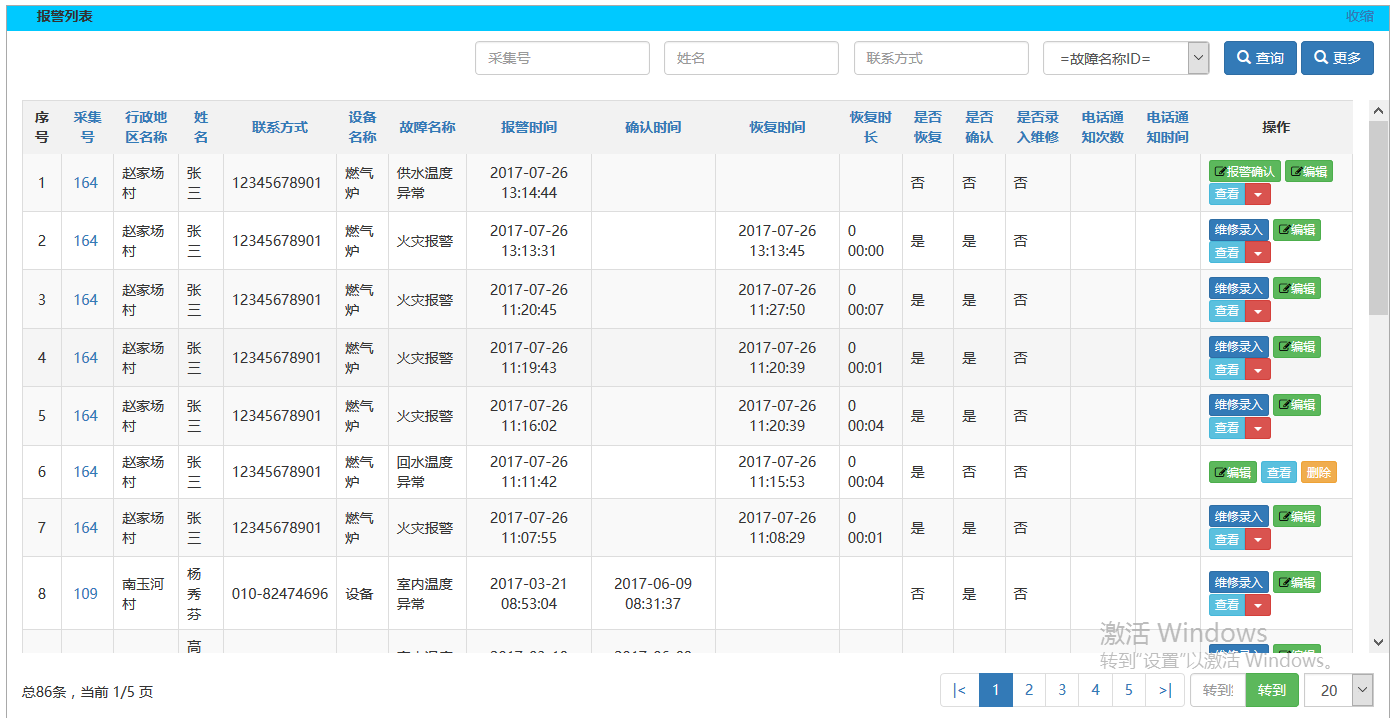 报警列表
收缩
采集号 姓名 联系方式 =故障名称ID= 查询 更多
序号 采集号 行政地区名称 姓名 联系方式 设备名称 故障名称 报警时间 确认时间 恢复时间 恢复时长 是否恢复 是否确认 是否录入维修 电话通知次数 电话通知时间 操作
1 164 赵家场村 张三 12345678901 燃气炉 供水温度异常 2017-07-26 13:14:44 否 否 否 报警确认 编辑 查看
2 164 赵家场村 张三 12345678901 燃气炉 火灾报警 2017-07-26 13:13:31 2017-07-26 13:13:45 0 00:00 是 是 否 维修录入 编辑 查看
3 164 赵家场村 张三 12345678901 燃气炉 火灾报警 2017-07-26 11:20:45 2017-07-26 11:27:50 0 00:07 是 是 否 维修录入 编辑 查看
4 164 赵家场村 张三 12345678901 燃气炉 火灾报警 2017-07-26 11:19:43 2017-07-26 11:20:39 0 00:01 是 是 否 维修录入 编辑 查看
5 164 赵家场村 张三 12345678901 燃气炉 火灾报警 2017-07-26 11:16:02 2017-07-26 11:20:39 0 00:04 是 是 否 维修录入 编辑 查看
6 164 赵家场村 张三 12345678901 燃气炉 回水温度异常 2017-07-26 11:11:42 2017-07-26 11:15:53 0 00:04 是 否 否 编辑 查看 删除
7 164 赵家场村 张三 12345678901 燃气炉 火灾报警 2017-07-26 11:07:55 2017-07-26 11:08:29 0 00:01 是 是 否 维修录入 编辑 查看
8 109 南玉河村 杨秀芬 010-82474696 设备 室内温度异常 2017-03-21 08:53:04 2017-06-09 08:31:37 否 是 否 维修录入 编辑 查看
高
激活 Windows
转到"设置"以激活 Windows。
总86条，当前 1/5 页
|< 1 2 3 4 5 >| 转到 转到 20